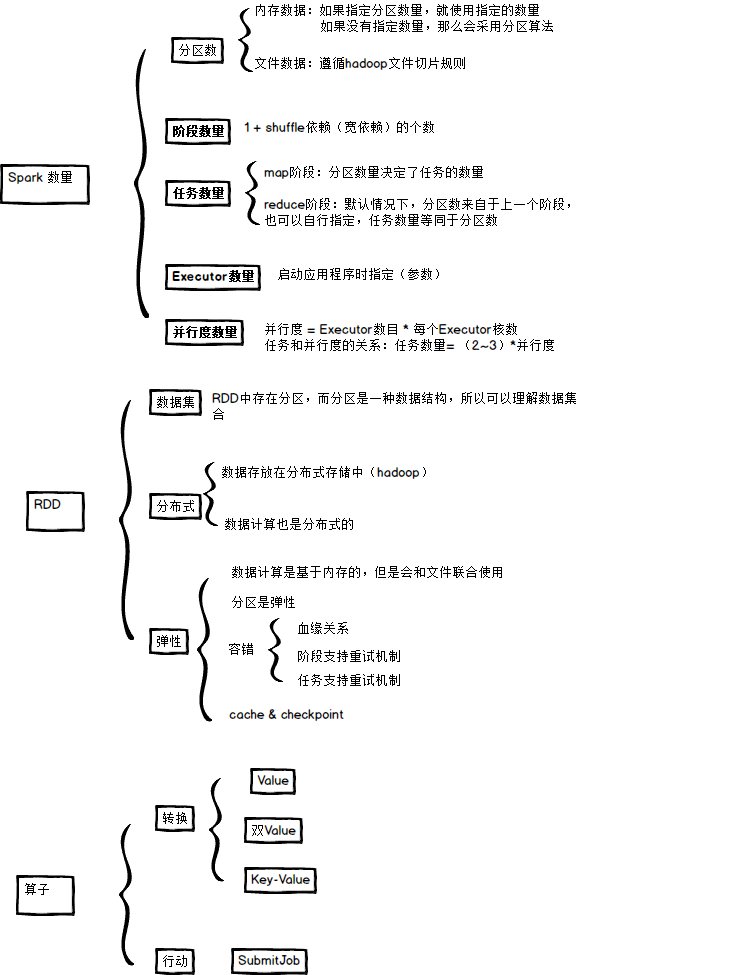 Spark 数量
分区数
内存数据：如果指定分区数量，就使用指定的数量
如果没有指定数量，那么会采用分区算法
文件数据：遵循hadoop文件切片规则
阶段数量
1 + shuffle依赖（宽依赖）的个数
任务数量
map阶段：分区数量决定了任务的数量
reduce阶段：默认情况下，分区数来自于上一个阶段，
也可以自行指定，任务数量等同于分区数
Executor数量
启动应用程序时指定（参数）
并行度数量
并行度 = Executor数目 * 每个Executor核数
任务和并行度的关系：任务数量= （2~3）*并行度
RDD
数据集
RDD中存在分区，而分区是一种数据结构，所以可以理解数据集
合
分布式
数据存放在分布式存储中（hadoop）
数据计算也是分布式的
弹性
数据计算是基于内存的，但是会和文件联合使用
分区是弹性
容错
血缘关系
阶段支持重试机制
任务支持重试机制
cache & checkpoint
算子
转换
Value
双Value
Key-Value
行动
SubmitJob